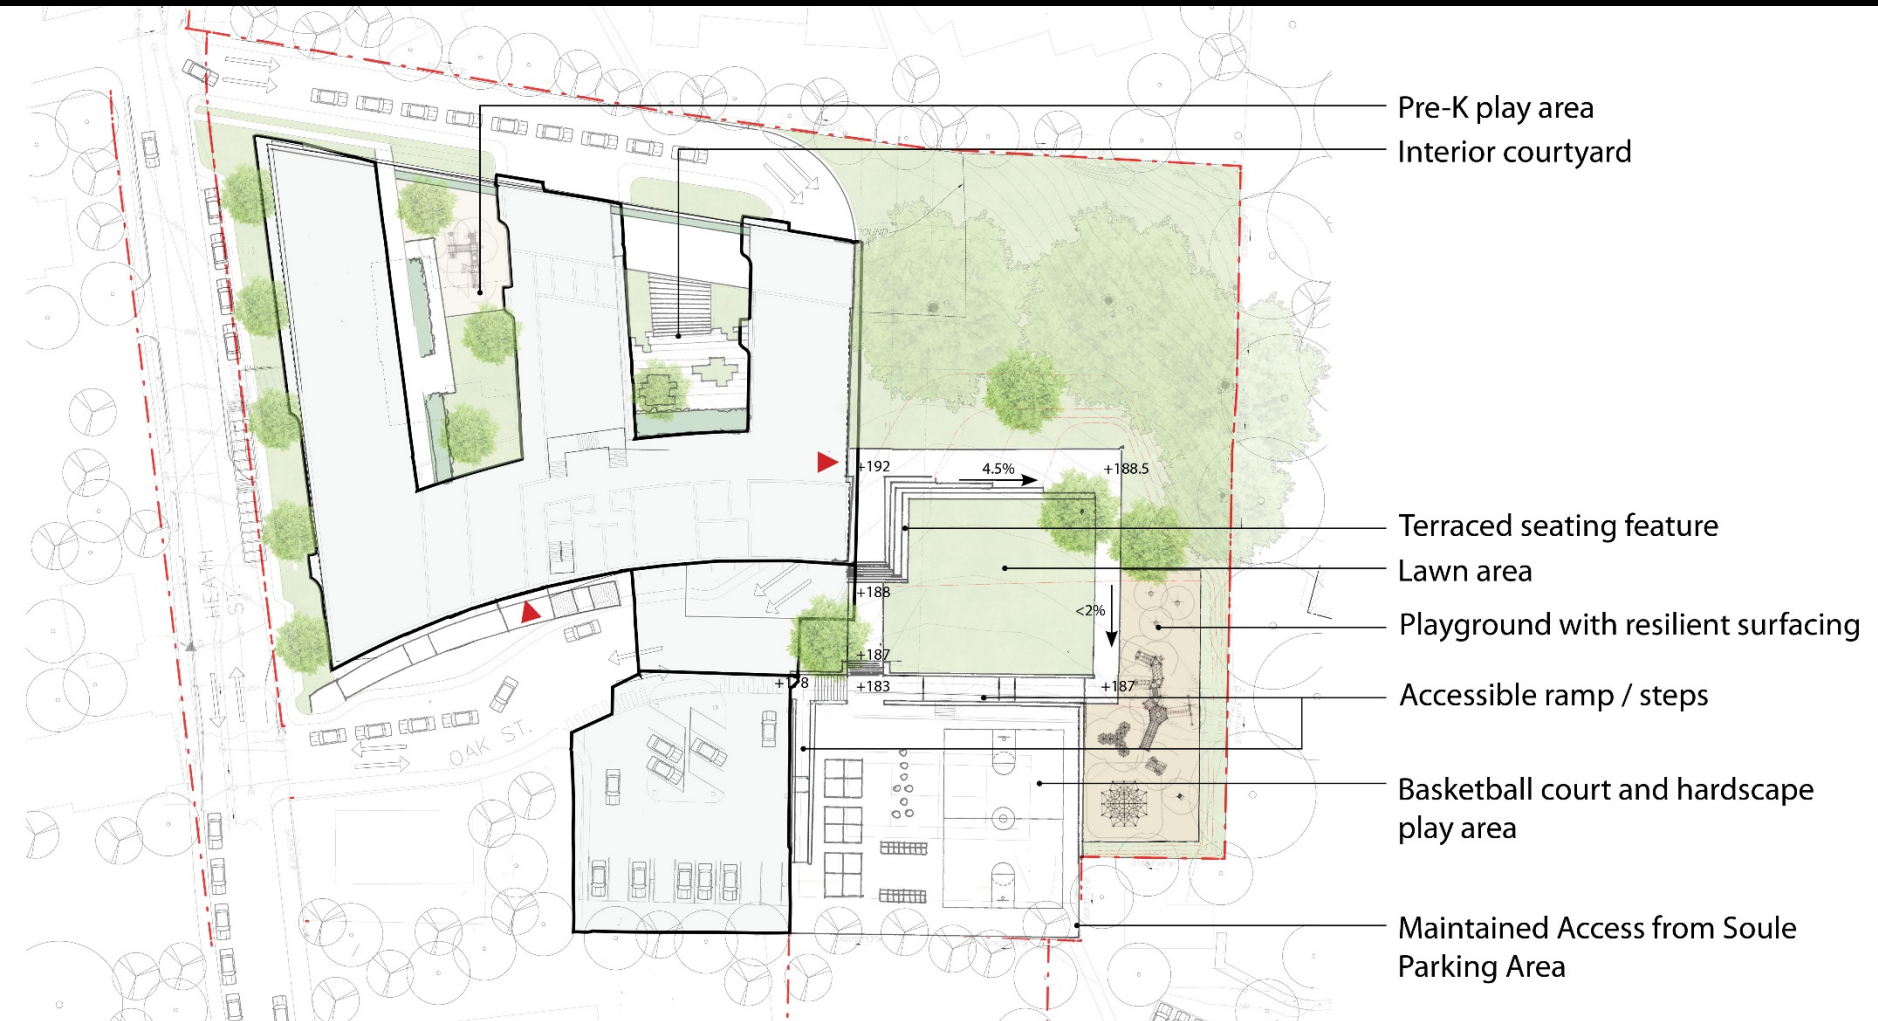 Pre-K play area
Interior courtyard
+192
4.5%
+188.5
Terraced seating feature
Lawn area
+188
<2%
Playground with resilient surfacing
HEATH ST.
+187
+183
+187
Accessible ramp / steps
OAK ST.
Basketball court and hardscape
play area
Maintained Access from Soule
Parking Area